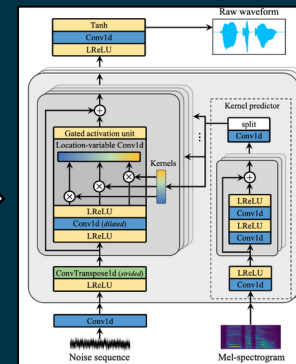 Raw waveform
Tanh
Conv1d
LReLU
Kernel predictor
split
Conv1d
Gated activation unit
Location-variable Conv1d
Kernels
LReLU
Conv1d (dilated)
LReLU
LReLU
Conv1d
LReLU
Conv1d
ConvTranspose1d (strided)
LReLU
LReLU
Conv1d
Conv1d
Noise sequence
Mel-spectrogram